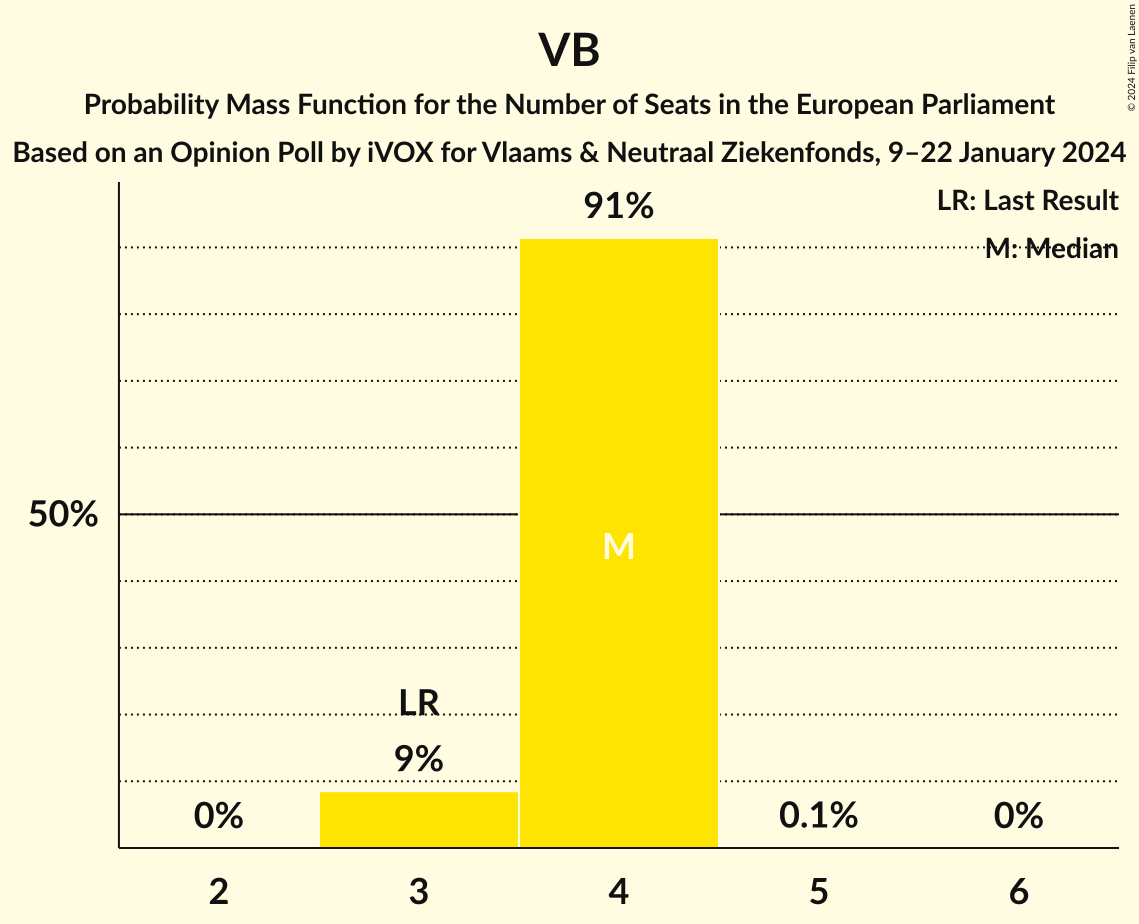 VB
Probability Mass Function for the Number of Seats in the European Parliament
Based on an Opinion Poll by iVOX for Vlaams & Neutraal Ziekenfonds, 9–22 January 2024
© 2024 Filip van Laenen
LR: Last Result
M: Median
91%
50%
M
LR
9%
0%
0.1%
0%
2 3 4 5 6